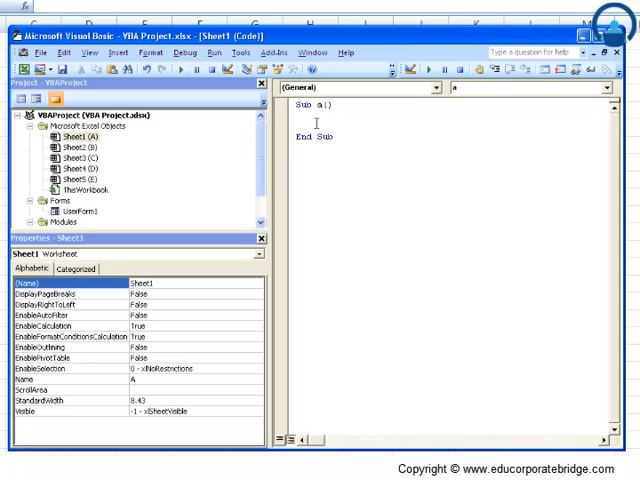 fx
C D E F G H I J K L M
Microsoft Visual Basic - VBA Project.xlsx - [Sheet1 (Code)]
File Edit View Insert Format Debug Run Tools Add-Ins Window Help
Type a question for help
Project - VBAProject
(General)
a
VBAProject (VBA Project.xlsx)
Microsoft Excel Objects
Sheet1 (A)
Sheet2 (B)
Sheet3 (C)
Sheet4 (D)
Sheet5 (E)
ThisWorkbook
Forms
UserForm1
Modules
Sub a()
End Sub
Properties - Sheet1
Sheet1 Worksheet
Alphabetic Categorized
(Name) Sheet1
DisplayPageBreaks False
DisplayRightToLeft False
EnableAutoFilter False
EnableCalculation True
EnableFormatConditionsCalculation True
EnableOutlining False
EnablePivotTable False
EnableSelection 0 - xlNoRestrictions
Name A
ScrollArea
StandardWidth 8.43
Visible -1 - xlSheetVisible
Copyright © www.educorporatebridge.com